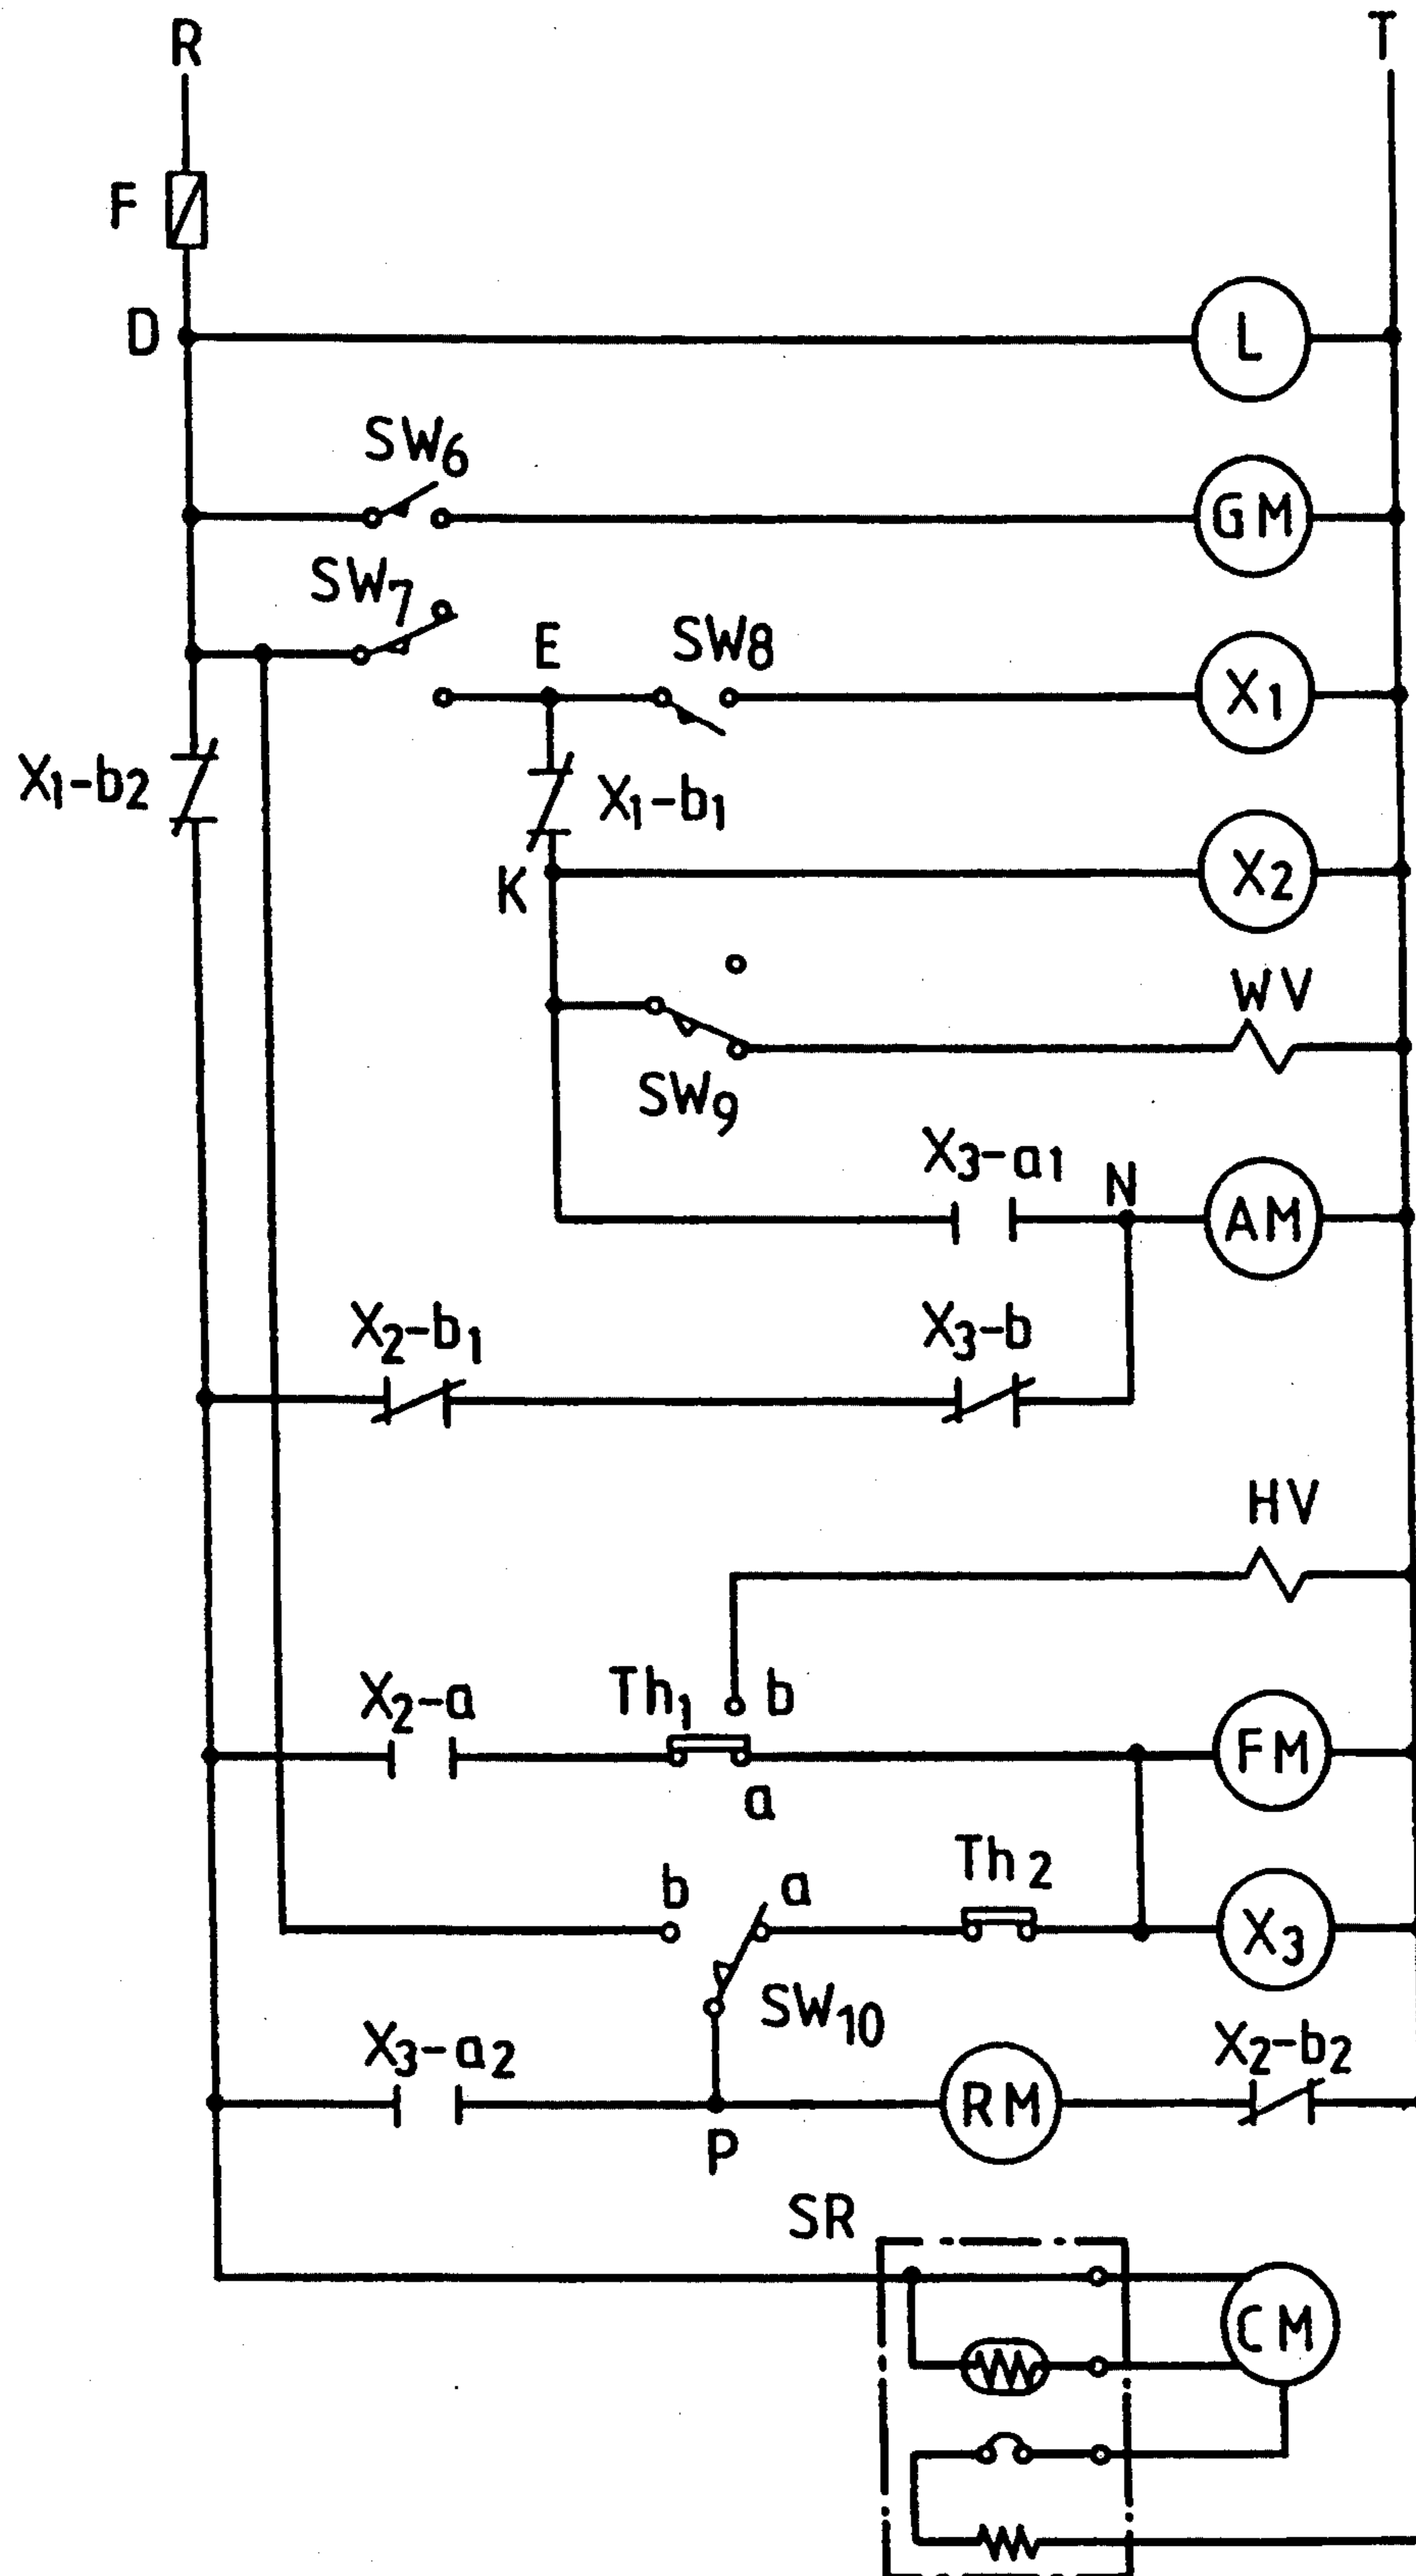 R T
F
D L
SW6
GM
SW7
E SW8
X1
X1-b2 X1-b1
K X2
WV
SW9
X3-a1 N
AM
X2-b1 X3-b
HV
X2-a Th1 b
FM
a
b a Th2
X3
SW10
X3-a2 X2-b2
RM
P
SR
CM